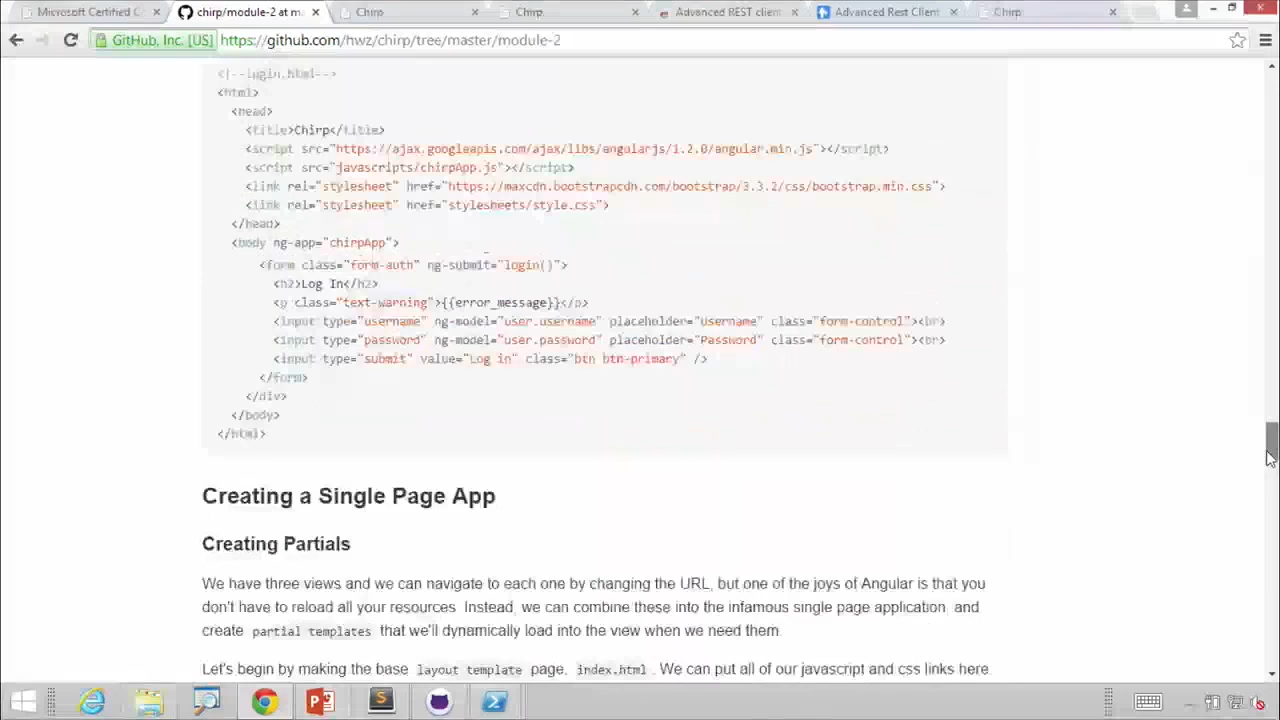 Microsoft Certified C
chirp/module-2 at ma
Chirp
Chirp
Advanced REST client
Advanced Rest Client
Chirp
GitHub, Inc. [US]
https://github.com/hwz/chirp/tree/master/module-2
<!--login.html-->
<html>
<head>
<title>Chirp</title>
<script src="https://ajax.googleapis.com/ajax/libs/angularjs/1.2.0/angular.min.js"></script>
<script src="javascripts/chirpApp.js"></script>
<link rel="stylesheet" href="https://maxcdn.bootstrapcdn.com/bootstrap/3.3.2/css/bootstrap.min.css">
<link rel="stylesheet" href="stylesheets/style.css">
</head>
<body ng-app="chirpApp">
<form class="form-auth" ng-submit="login()">
<h2>Log In</h2>
<p class="text-warning">{{error_message}}</p>
<input type="username" ng-model="user.username" placeholder="Username" class="form-control"><br>
<input type="password" ng-model="user.password" placeholder="Password" class="form-control"><br>
<input type="submit" value="Log in" class="btn btn-primary" />
</form>
</div>
</body>
</html>
Creating a Single Page App
Creating Partials
We have three views and we can navigate to each one by changing the URL, but one of the joys of Angular is that you
don't have to reload all your resources. Instead, we can combine these into the infamous single page application, and
create partial templates that we'll dynamically load into the view when we need them.
Let's begin by making the base layout template page, index.html. We can put all of our javascript and css links here